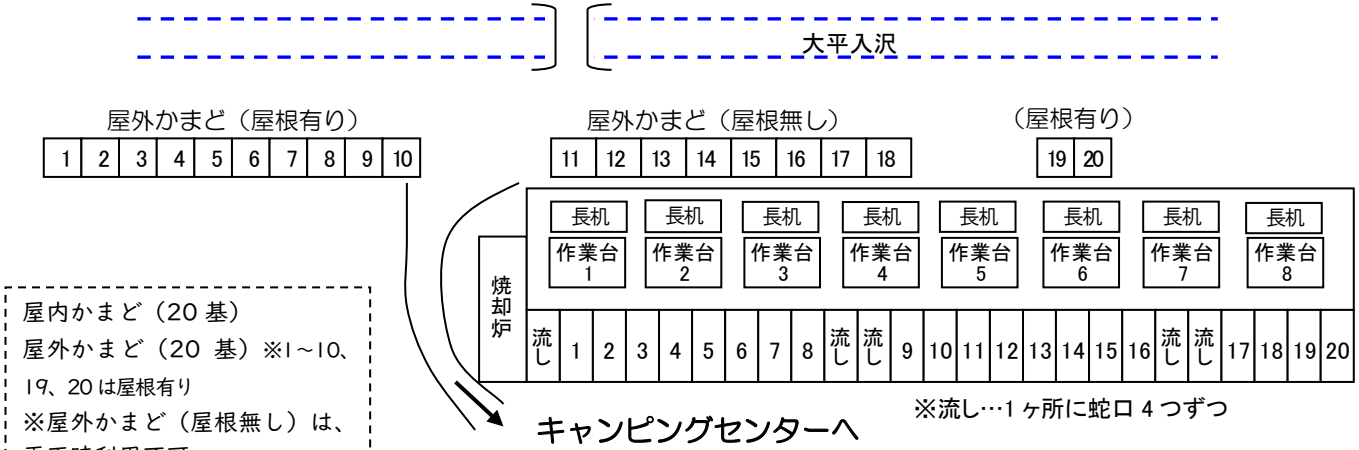 大平入沢
屋外かまど（屋根有り）
屋外かまど（屋根無し）
（屋根有り）
1 2 3 4 5 6 7 8 9 10
11 12 13 14 15 16 17 18
19 20
長机 長机 長机 長机 長机 長机 長机 長机
作業台1 作業台2 作業台3 作業台4 作業台5 作業台6 作業台7 作業台8
焼却炉
流し 1 2 3 4 5 6 7 8 流し 流し 9 10 11 12 13 14 15 16 流し 流し 17 18 19 20
屋内かまど（20 基）
屋外かまど（20 基）※1～10、
19、20 は屋根有り
※屋外かまど（屋根無し）は、
※流し…1 ヶ所に蛇口 4 つずつ
キャンピングセンターへ